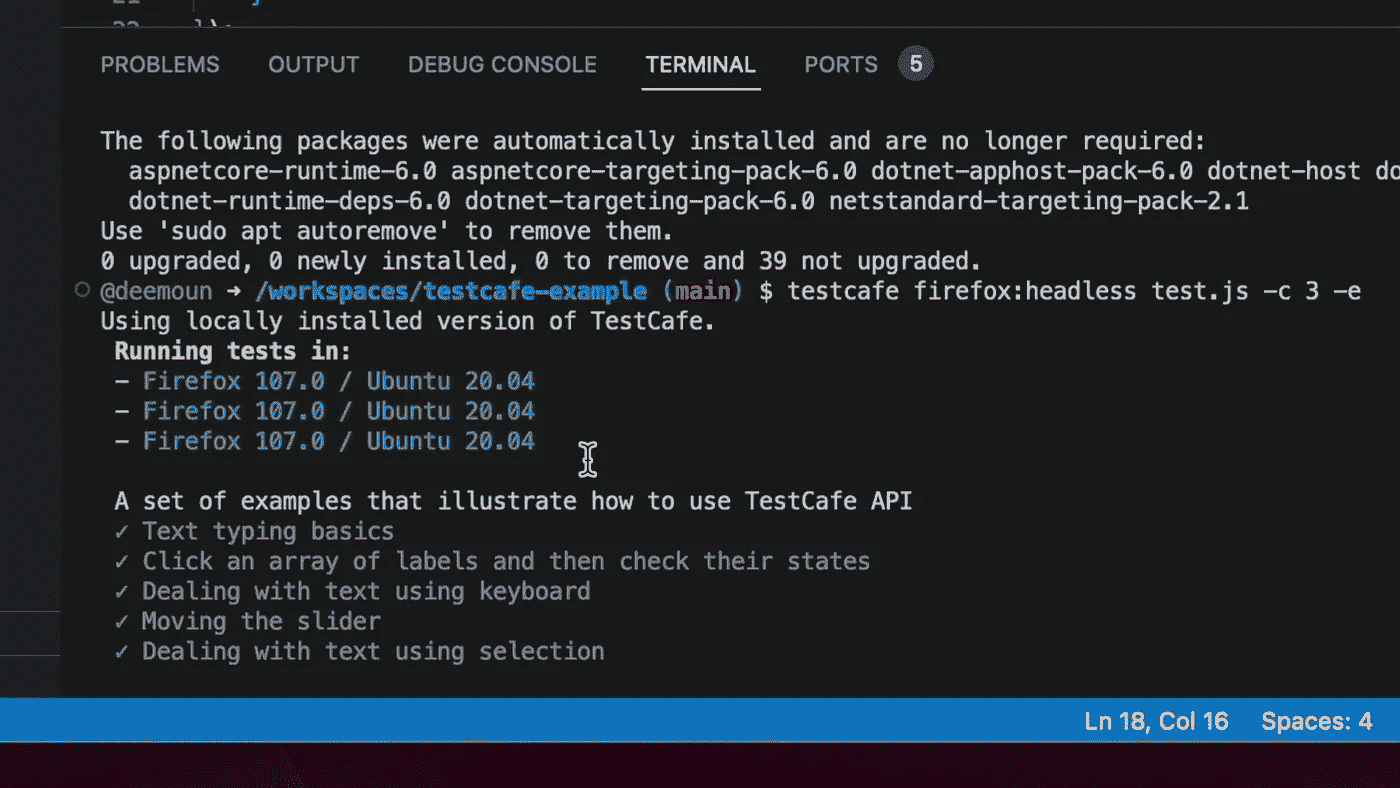 PROBLEMS OUTPUT DEBUG CONSOLE TERMINAL PORTS 5
The following packages were automatically installed and are no longer required:
aspnetcore-runtime-6.0 aspnetcore-targeting-pack-6.0 dotnet-apphost-pack-6.0 dotnet-host do
dotnet-runtime-deps-6.0 dotnet-targeting-pack-6.0 netstandard-targeting-pack-2.1
Use 'sudo apt autoremove' to remove them.
0 upgraded, 0 newly installed, 0 to remove and 39 not upgraded.
@deemoun ➜ /workspaces/testcafe-example (main) $ testcafe firefox:headless test.js -c 3 -e
Using locally installed version of TestCafe.
Running tests in:
- Firefox 107.0 / Ubuntu 20.04
- Firefox 107.0 / Ubuntu 20.04
- Firefox 107.0 / Ubuntu 20.04
A set of examples that illustrate how to use TestCafe API
✓ Text typing basics
✓ Click an array of labels and then check their states
✓ Dealing with text using keyboard
✓ Moving the slider
✓ Dealing with text using selection
Ln 18, Col 16 Spaces: 4